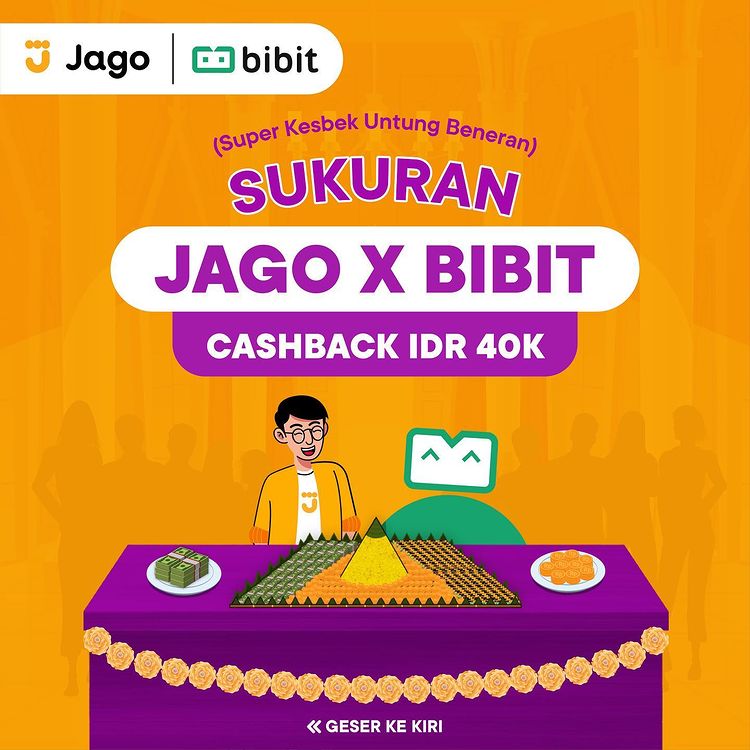 Jago | bibit
(Super Kesbek Untung Beneran)
SUKURAN
JAGO X BIBIT
CASHBACK IDR 40K
« GESER KE KIRI